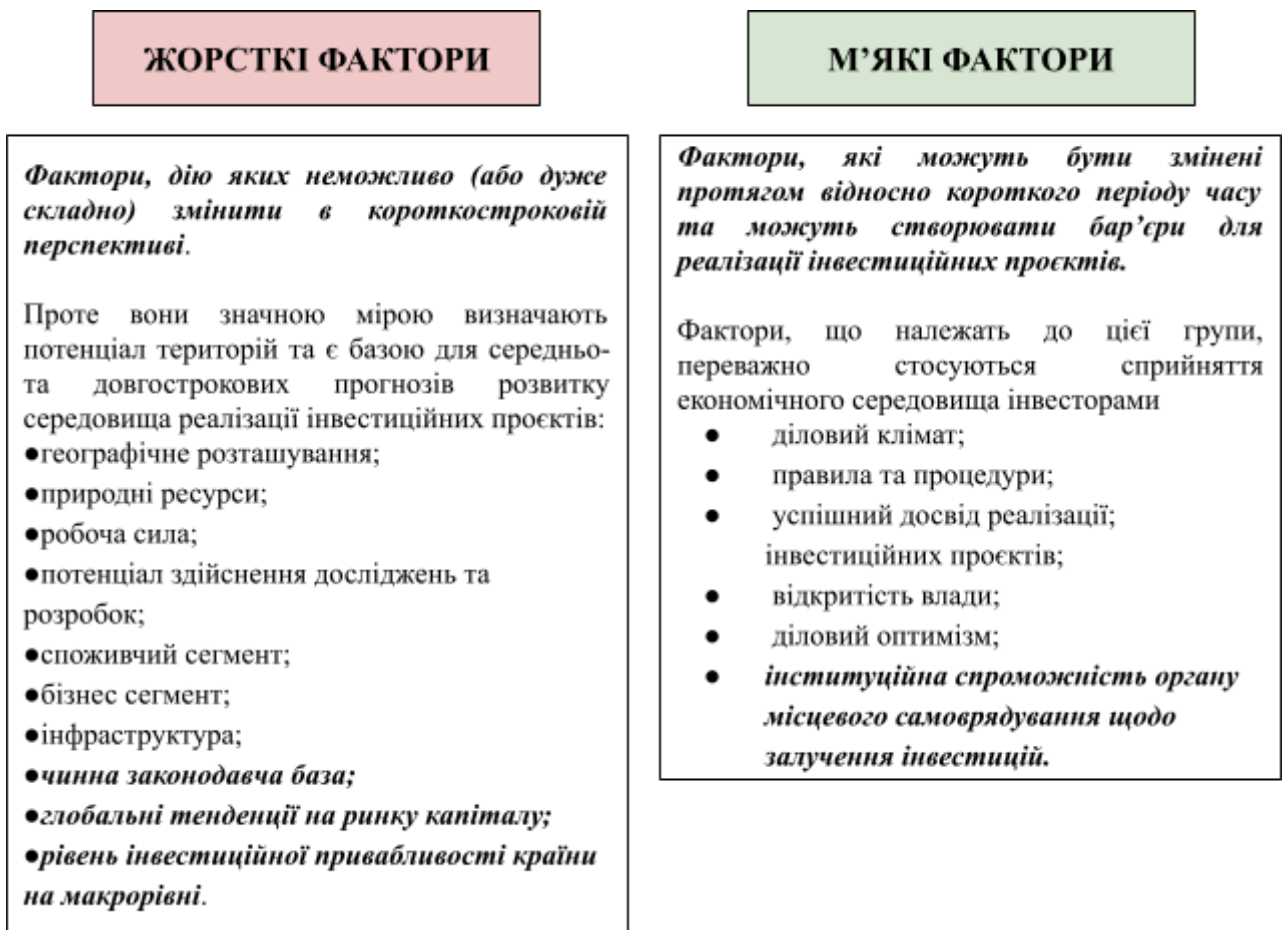 ЖОРСТКІ ФАКТОРИ
Фактори, дію яких неможливо (або дуже
складно) змінити в короткостроковій
перспективі.
Проте вони значною мірою визначають
потенціал територій та є базою для середньо-
та довгострокових прогнозів розвитку
середовища реалізації інвестиційних проєктів:
●географічне розташування;
●природні ресурси;
●робоча сила;
●потенціал здійснення досліджень та
розробок;
●споживчий сегмент;
●бізнес сегмент;
●інфраструктура;
●чинна законодавча база;
●глобальні тенденції на ринку капіталу;
●рівень інвестиційної привабливості країни
на макрорівні.
М’ЯКІ ФАКТОРИ
Фактори, які можуть бути змінені
протягом відносно короткого періоду часу
та можуть створювати бар’єри для
реалізації інвестиційних проєктів.
Фактори, що належать до цієї групи,
переважно стосуються сприйняття
економічного середовища інвесторами
● діловий клімат;
● правила та процедури;
● успішний досвід реалізації;
інвестиційних проєктів;
● відкритість влади;
● діловий оптимізм;
● інституційна спроможність органу
місцевого самоврядування щодо
залучення інвестицій.